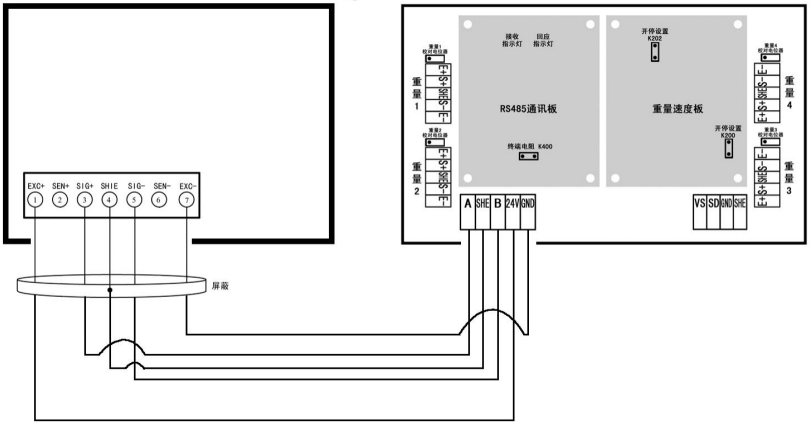 EXC+ SEN+ SIG+ SHIE SIG- SEN- EXC-
1 2 3 4 5 6 7
屏蔽
重量1
校对电位器
重量1
E+ S+ SHE S- E-
重量2
校对电位器
重量2
E+ S+ SHE S- E-
接收
指示灯
回应
指示灯
RS485通讯板
终端电阻 K400
A SHE B 24V GND
开停设置
K202
重量速度板
开停设置
K200
重量4
校对电位器
重量4
E- S- SHE S+ E+
重量3
校对电位器
重量3
E- S- SHE S+ E+
VS SD GND SHE